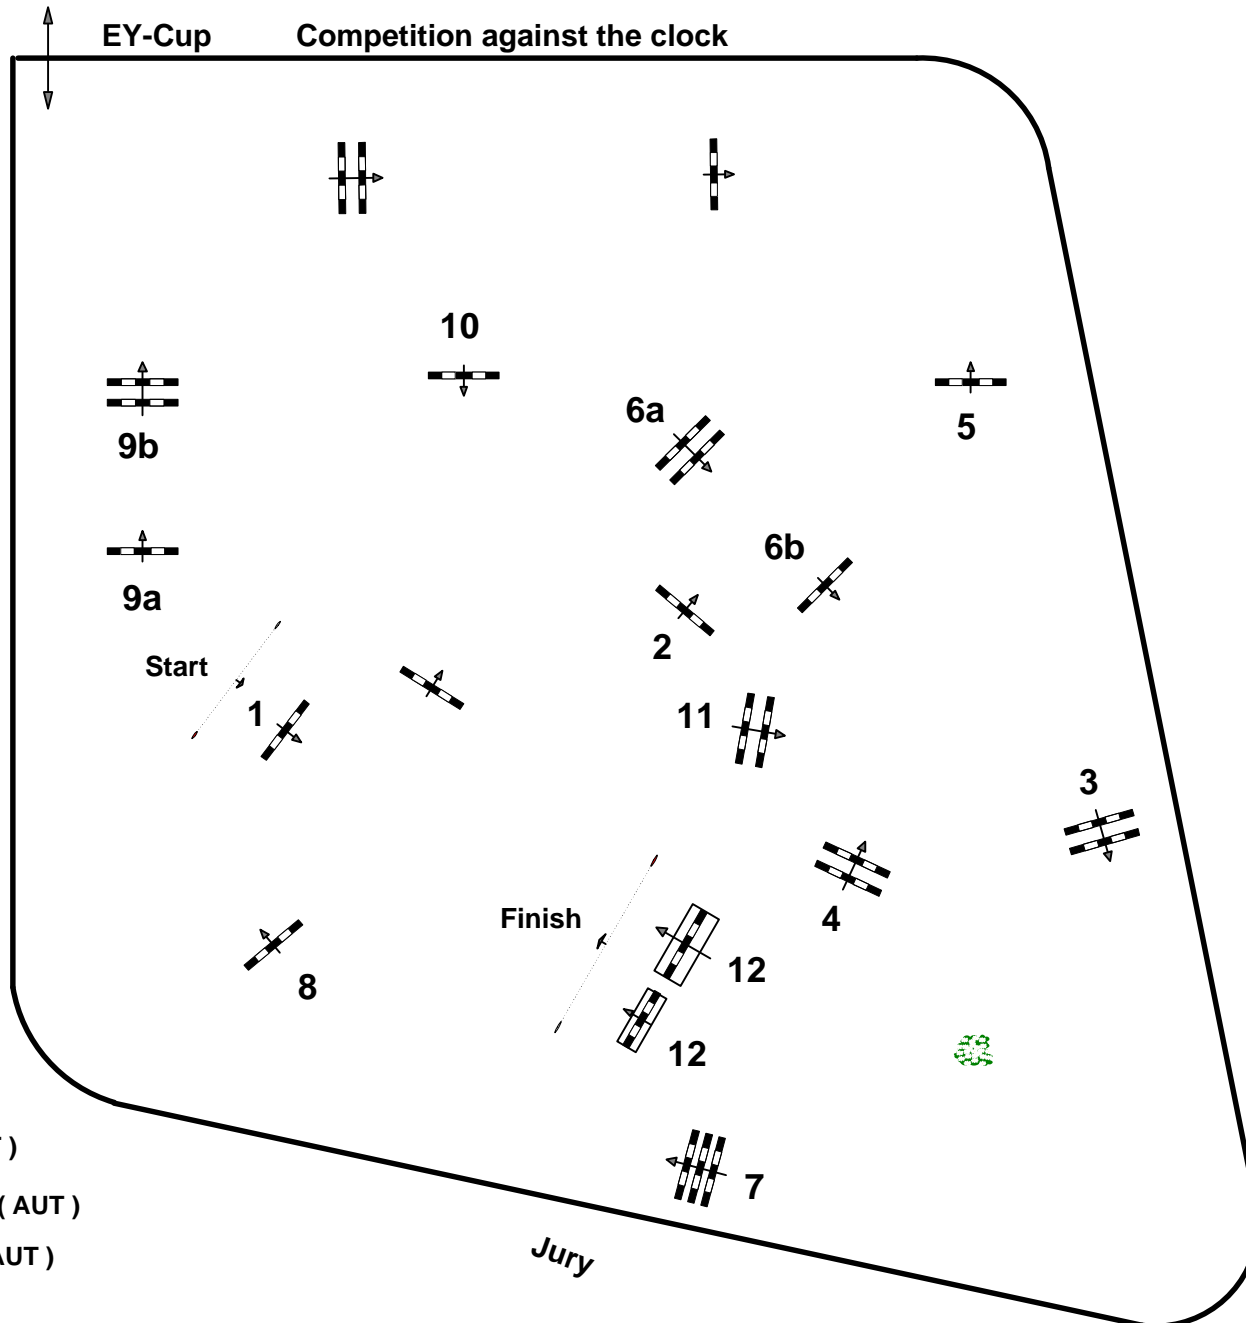 EY-Cup Competition against the clock
10
6a
5
9b
6b
9a
2
Start
1
11
3
4
Finish
12
8
12
T )
( AUT )
7
AUT )
Jury